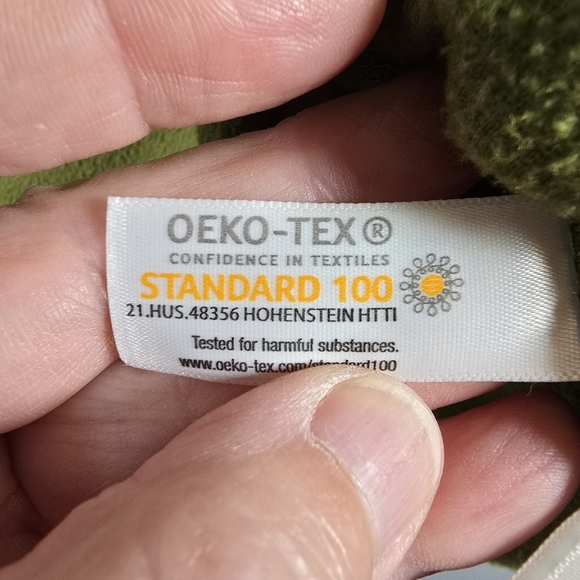 OEKO-TEX®
CONFIDENCE IN TEXTILES
STANDARD 100
21.HUS.48356 HOHENSTEIN HTTI
Tested for harmful substances.
www.oeko-tex.com/standard100